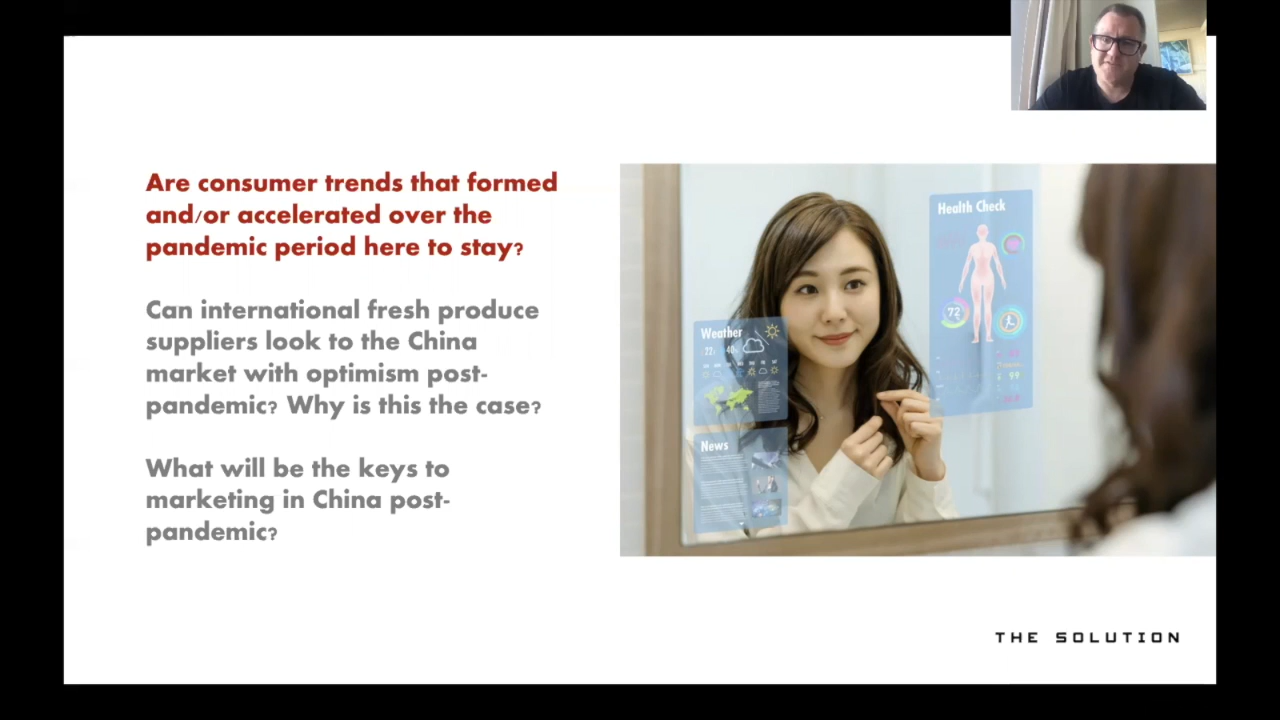 Are consumer trends that formed
and/or accelerated over the
pandemic period here to stay?
Can international fresh produce
suppliers look to the China
market with optimism post-
pandemic? Why is this the case?
What will be the keys to
marketing in China post-
pandemic?
Health Check
72
99
Weather
News
THE SOLUTION